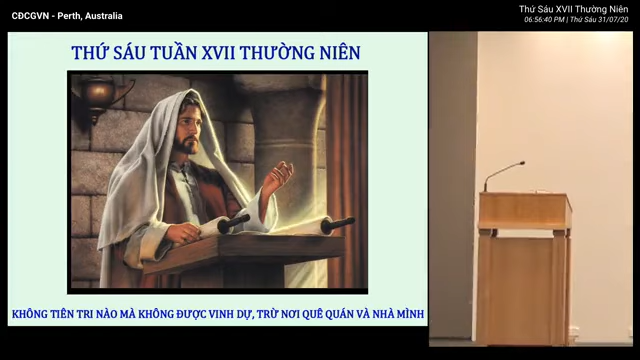 CĐCGVN - Perth, Australia
Thứ Sáu XVII Thường Niên
06:56:40 PM | Thứ Sáu 31/07/20
THỨ SÁU TUẦN XVII THƯỜNG NIÊN
KHÔNG TIÊN TRI NÀO MÀ KHÔNG ĐƯỢC VINH DỰ, TRỪ NƠI QUÊ QUÁN VÀ NHÀ MÌNH